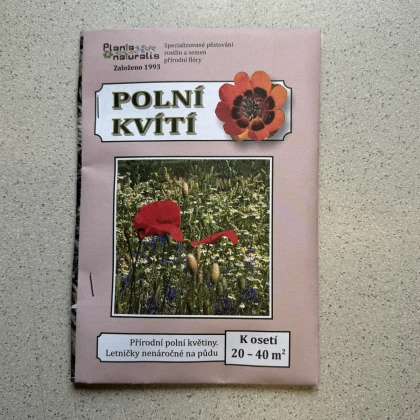 Planta
naturalis
Založeno 1993
Specializované pěstování
rostlin a semen
přírodní flóry
POLNÍ
KVÍTÍ
Přírodní polní květiny.
Letničky nenáročné na půdu
K osetí
20 – 40 m²